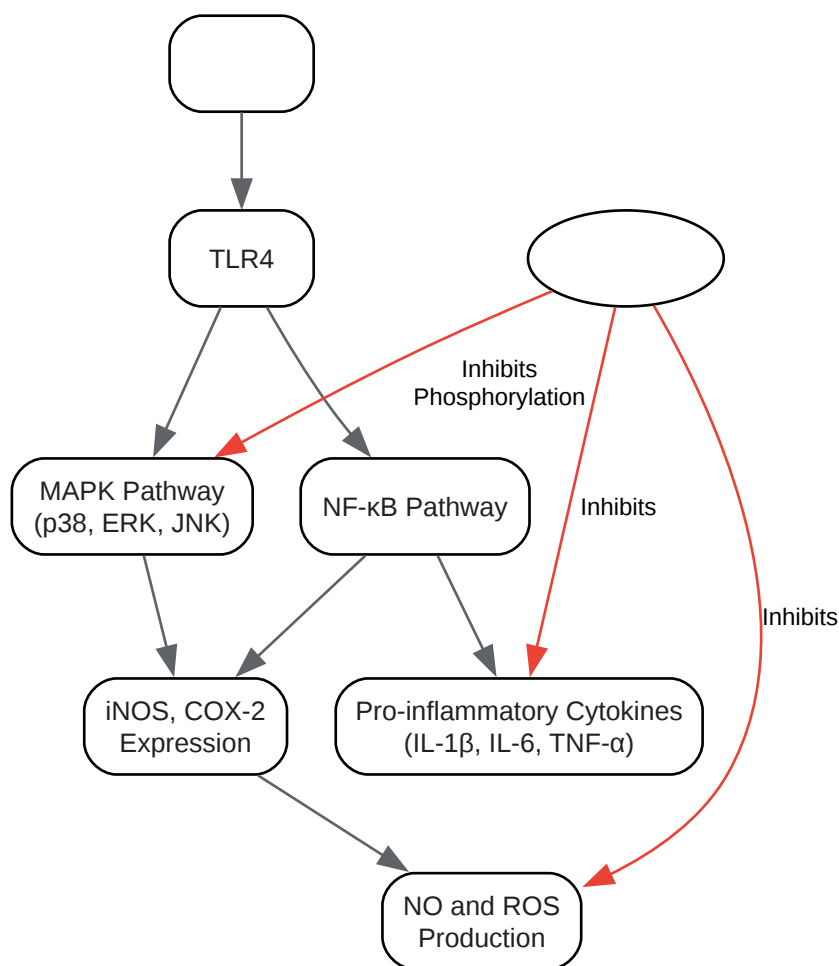 TLR4
Inhibits
Phosphorylation
MAPK Pathway
(p38, ERK, JNK)
NF-κB Pathway
Inhibits
Inhibits
iNOS, COX-2
Expression
Pro-inflammatory Cytokines
(IL-1β, IL-6, TNF-α)
NO and ROS
Production